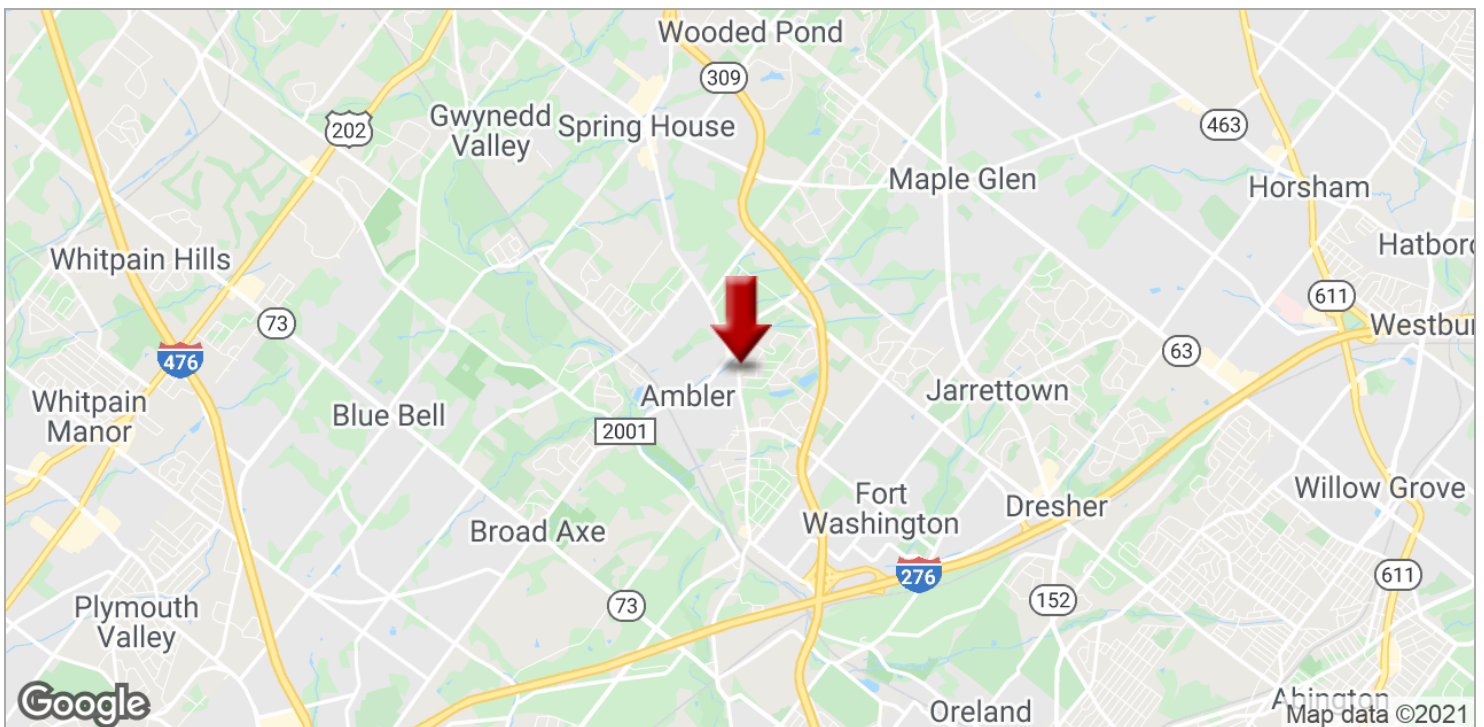 Wooded Pond
309
202
Gwynedd
Valley
Spring House
463
Maple Glen
Horsham
Hatboro
Whitpain Hills
611
73
Westbu
63
476
Ambler
Jarrettown
Whitpain
Manor
Blue Bell
2001
Fort
Washington
Willow Grove
Dresher
Broad Axe
276
611
152
73
Plymouth
Valley
Google
Oreland
Abington
Map data ©2021